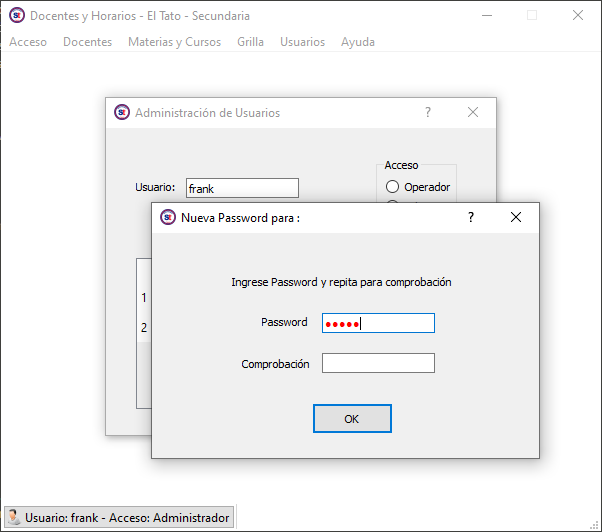 Docentes y Horarios - El Tato - Secundaria
Acceso Docentes Materias y Cursos Grilla Usuarios Ayuda
Administración de Usuarios ?
Acceso
Usuario: frank
Operador
Nueva Password para : ?
Ingrese Password y repita para comprobación
1
Password •••••
2
Comprobación
OK
Usuario: frank - Acceso: Administrador